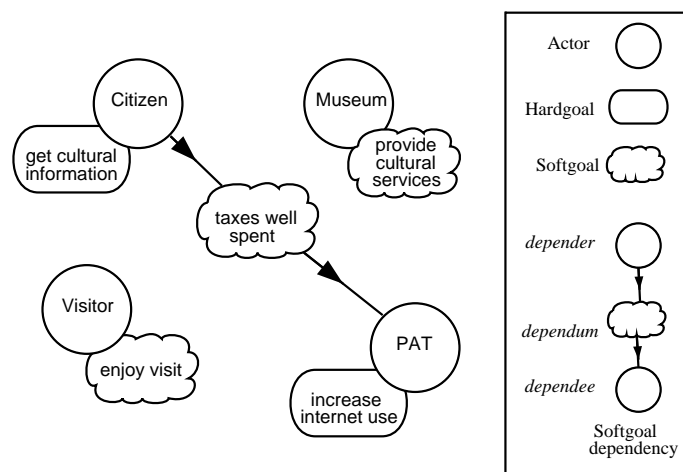 Citizen
get cultural
information
Museum
provide
cultural
services
taxes well
spent
Visitor
enjoy visit
PAT
increase
internet use
Actor
Hardgoal
Softgoal
depender
dependum
dependee
Softgoal
dependency